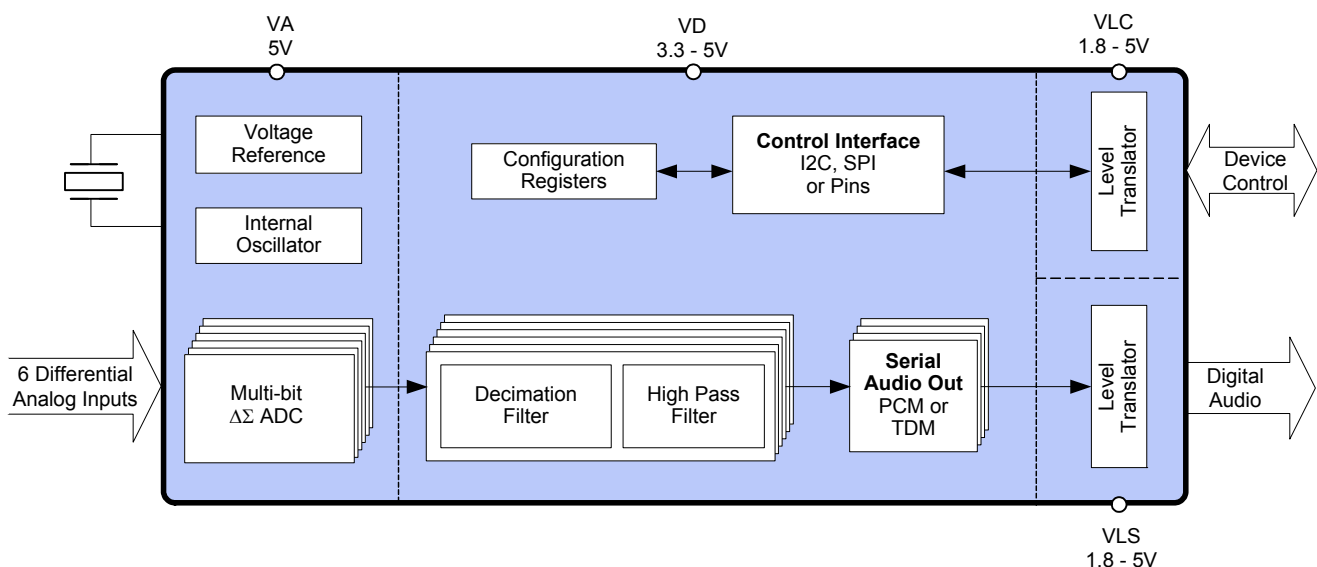 VA
5V
VD
3.3 - 5V
VLC
1.8 - 5V
Voltage
Reference
Internal
Oscillator
Configuration
Registers
Control Interface
I2C, SPI
or Pins
Level
Translator
Device
Control
6 Differential
Analog Inputs
Multi-bit
ΔΣ ADC
Decimation
Filter
High Pass
Filter
Serial
Audio Out
PCM or
TDM
Level
Translator
Digital
Audio
VLS
1.8 - 5V